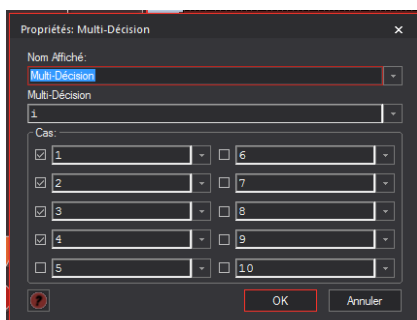 Propriétés: Multi-Décision
Nom Affiché:
Multi-Décision
Multi-Décision
i
Cas:
1 6
2 7
3 8
4 9
5 10
? OK Annuler